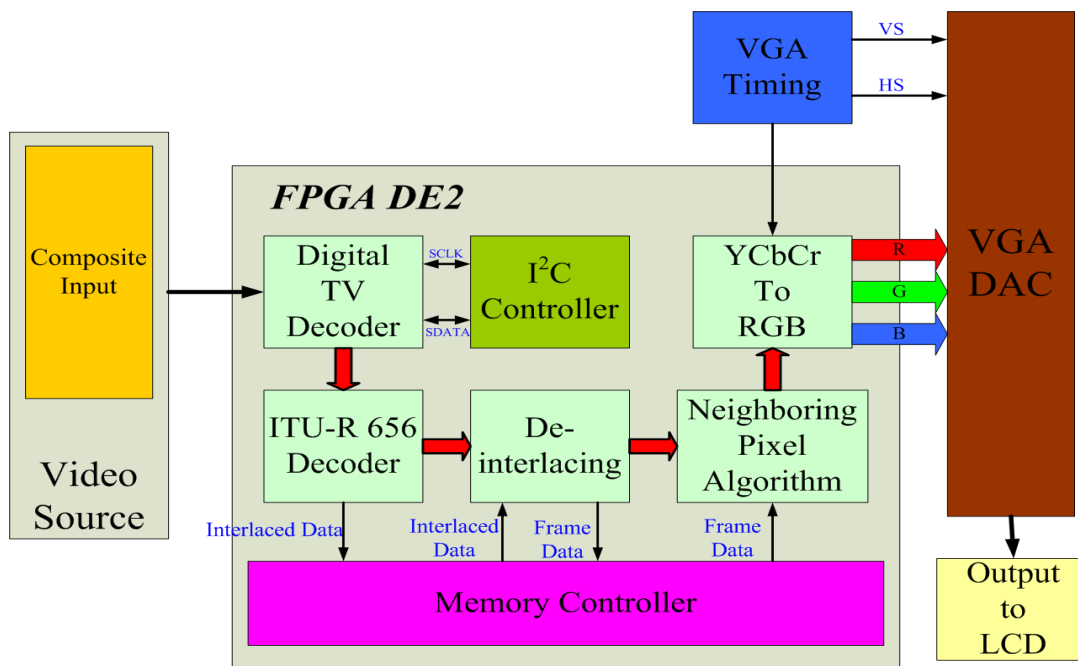 VGA
Timing
VS
HS
VGA
DAC
Composite
Input
Video
Source
FPGA DE2
Digital
TV
Decoder
SCLK
SDATA
I²C
Controller
YCbCr
To
RGB
R
G
B
ITU-R 656
Decoder
De-
interlacing
Neighboring
Pixel
Algorithm
Interlaced Data
Interlaced
Data
Frame
Data
Frame
Data
Memory Controller
Output
to
LCD